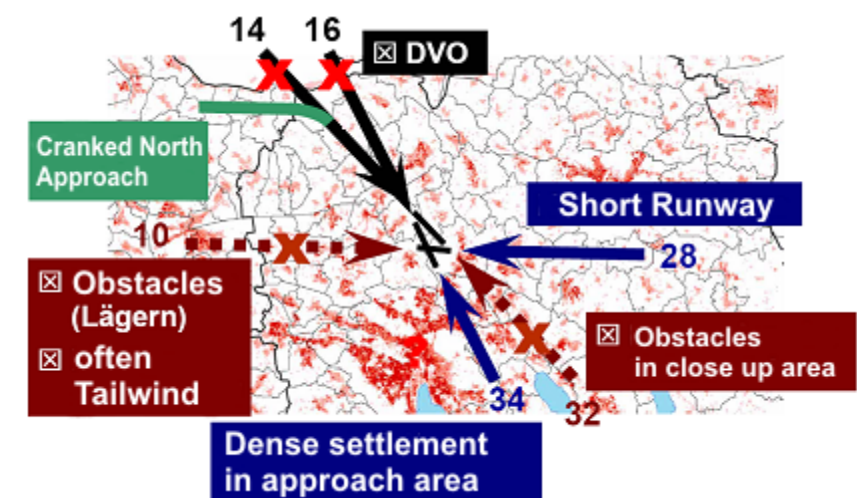 14 16
☒ DVO
Cranked North
Approach
Short Runway
10
28
☒ Obstacles
(Lägern)
☒ often
Tailwind
☒ Obstacles
in close up area
34
32
Dense settlement
in approach area